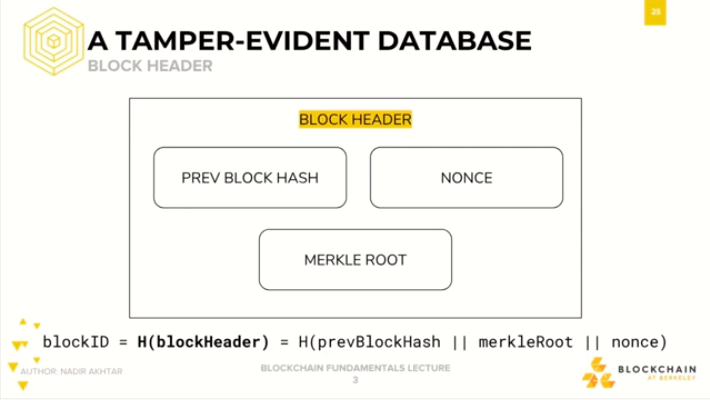 25
A TAMPER-EVIDENT DATABASE
BLOCK HEADER
BLOCK HEADER
PREV BLOCK HASH
NONCE
MERKLE ROOT
blockID = H(blockHeader) = H(prevBlockHash || merkleRoot || nonce)
AUTHOR: NADIR AKHTAR
BLOCKCHAIN FUNDAMENTALS LECTURE
3
BLOCKCHAIN
AT BERKELEY